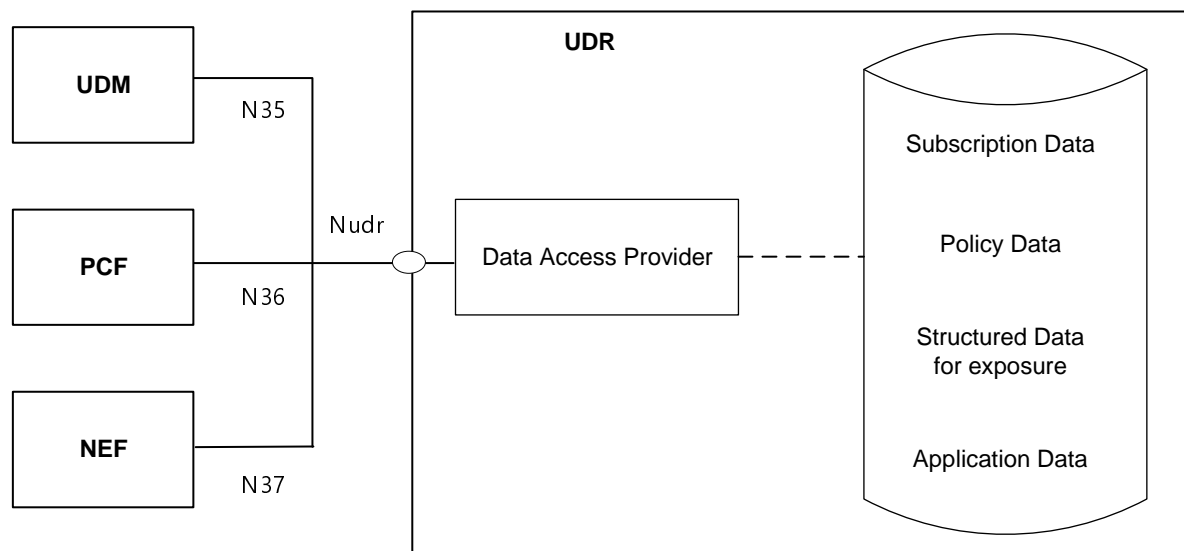 UDR
UDM
N35
Subscription Data
Nudr
PCF
Data Access Provider
Policy Data
N36
Structured Data
for exposure
NEF
Application Data
N37